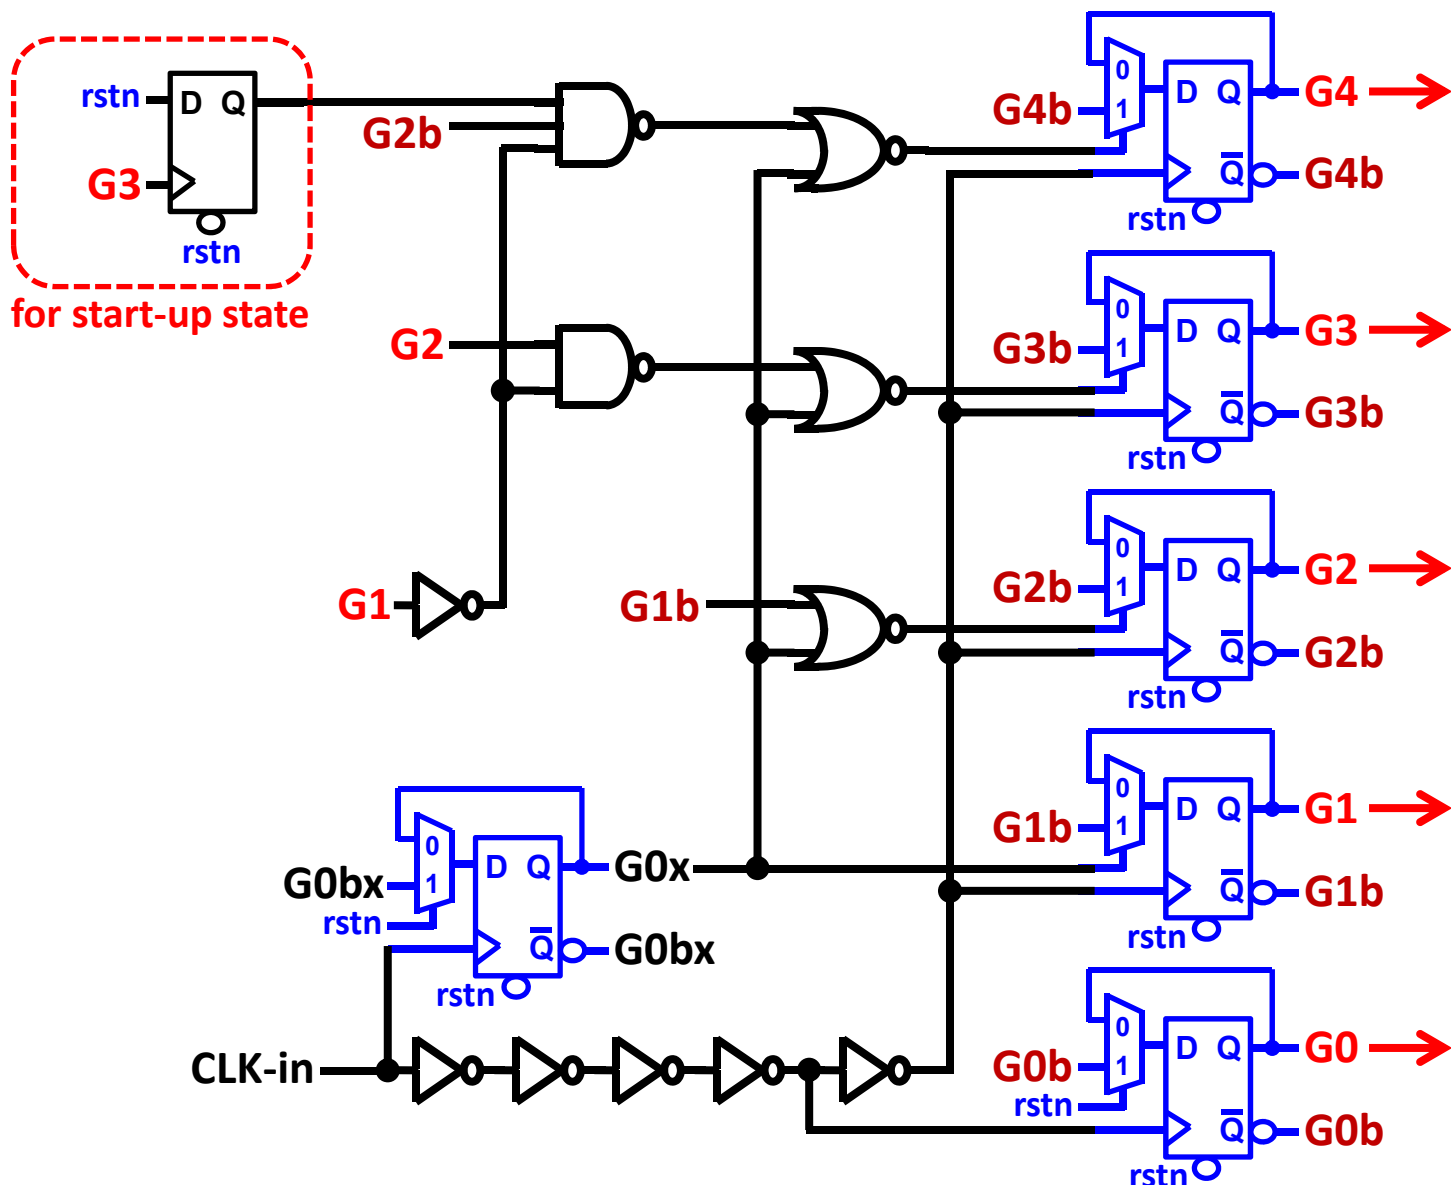 rstn
D Q
G3
rstn
for start-up state
G2b
G2
G1
G1b
G0bx
rstn
0
1
D Q
Q
rstn
G0x
G0bx
CLK-in
G4b
0
1
D Q
Q
rstn
G4
G4b
G3b
0
1
D Q
Q
rstn
G3
G3b
G2b
0
1
D Q
Q
rstn
G2
G2b
G1b
0
1
D Q
Q
rstn
G1
G1b
G0b
rstn
0
1
D Q
Q
rstn
G0
G0b